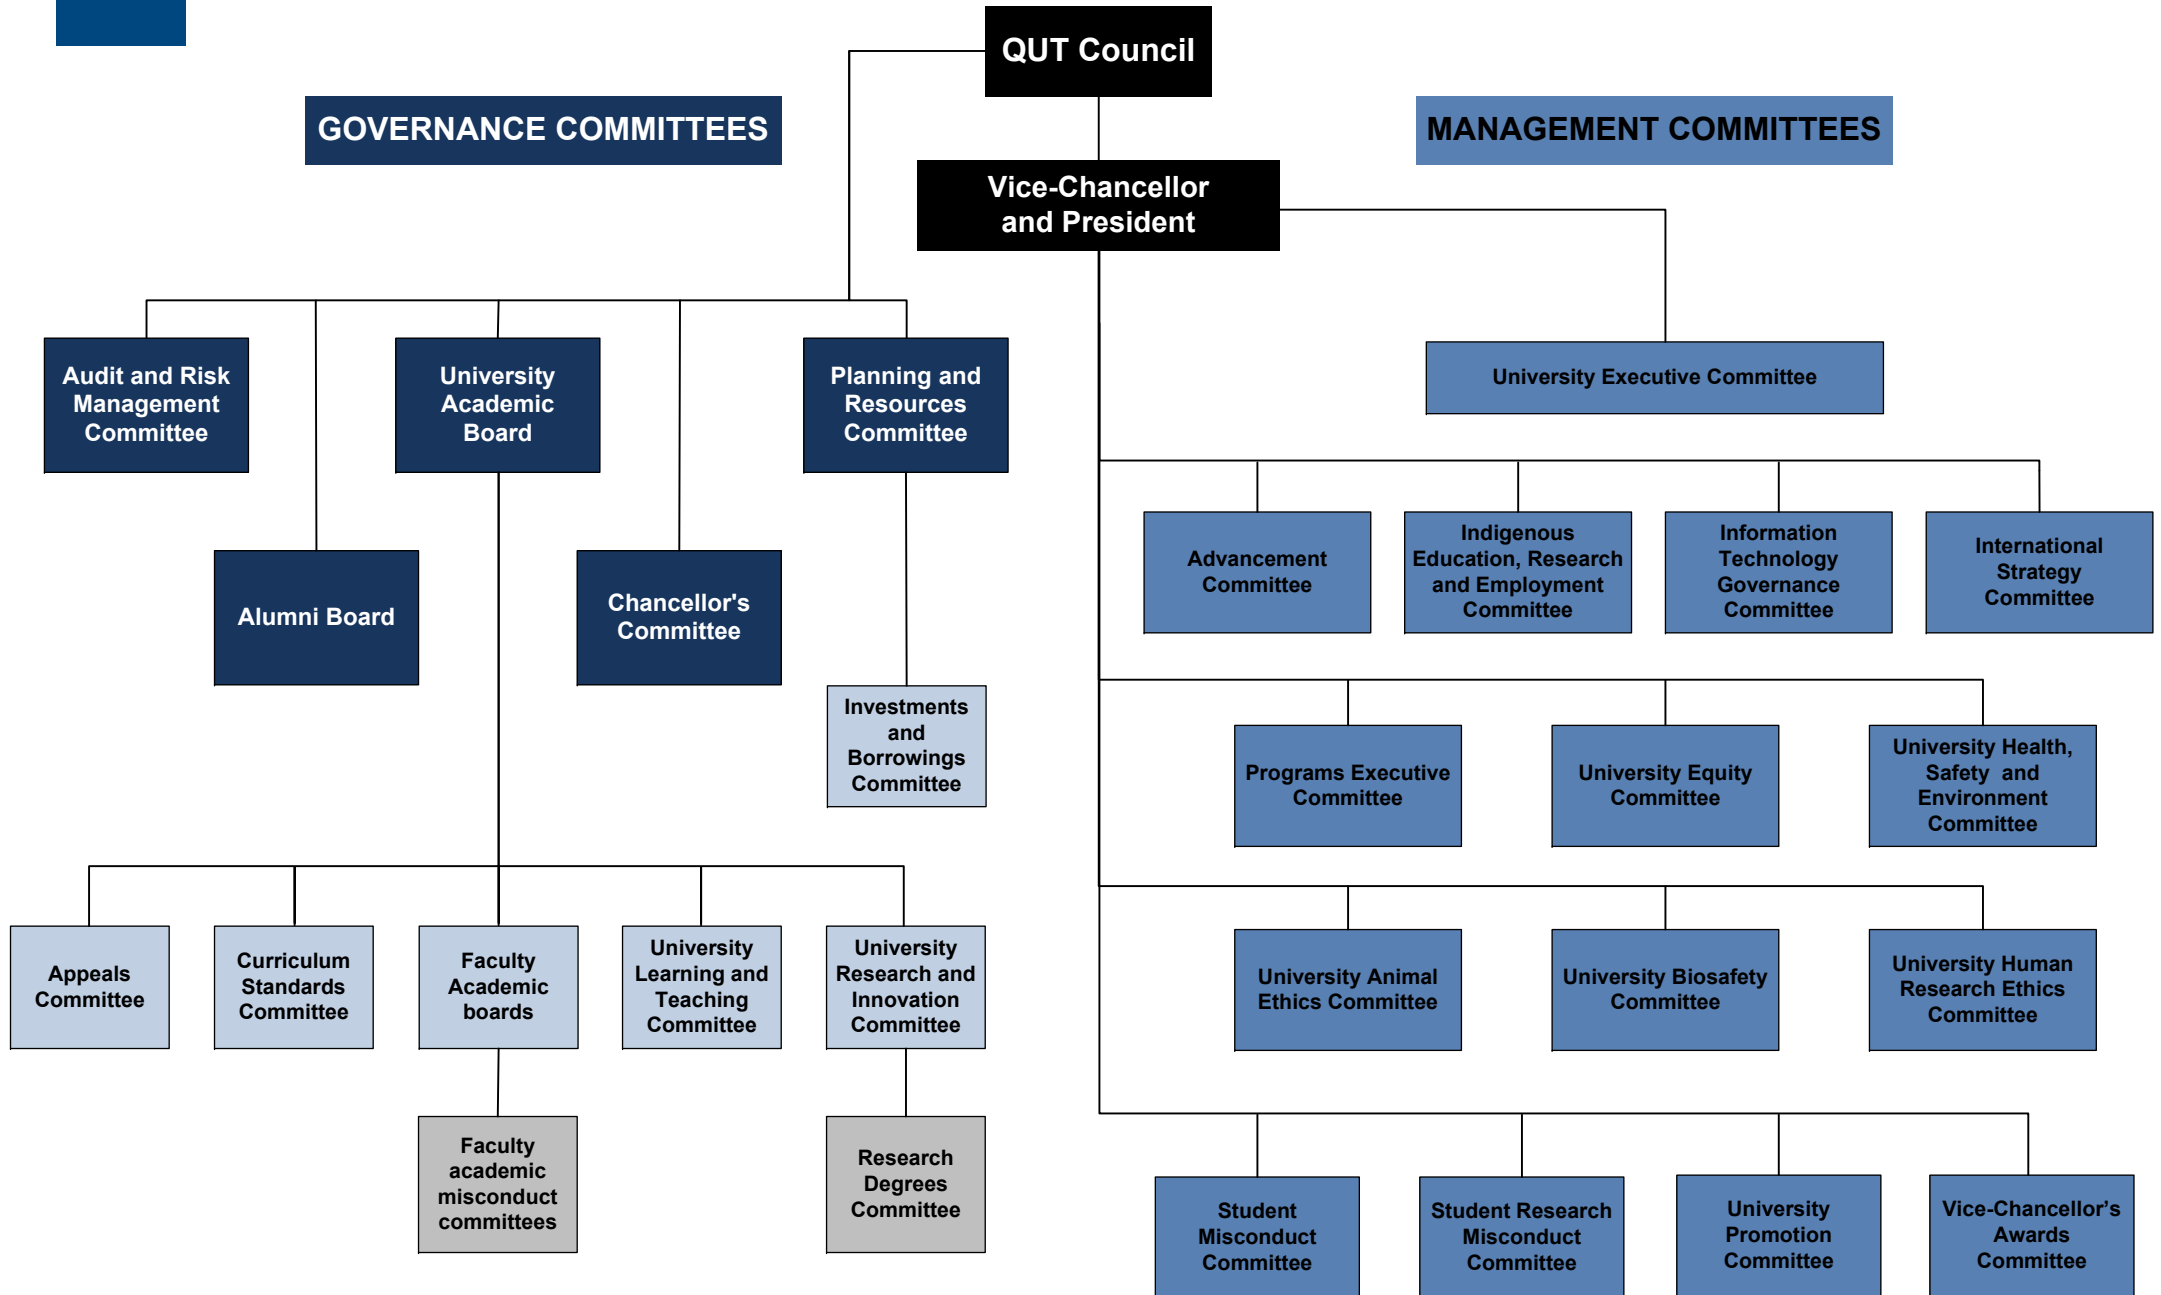 QUT Council
GOVERNANCE COMMITTEES
MANAGEMENT COMMITTEES
Vice-Chancellor
and President
Audit and Risk
Management
Committee
University
Academic
Board
Planning and
Resources
Committee
University Executive Committee
Alumni Board
Chancellor's
Committee
Advancement
Committee
Indigenous
Education, Research
and Employment
Committee
Information
Technology
Governance
Committee
International
Strategy
Committee
Investments
and
Borrowings
Committee
Programs Executive
Committee
University Equity
Committee
University Health,
Safety and
Environment
Committee
Appeals
Committee
Curriculum
Standards
Committee
Faculty
Academic
boards
University
Learning and
Teaching
Committee
University
Research and
Innovation
Committee
University Animal
Ethics Committee
University Biosafety
Committee
University Human
Research Ethics
Committee
Faculty
academic
misconduct
committees
Research
Degrees
Committee
Student
Misconduct
Committee
Student Research
Misconduct
Committee
University
Promotion
Committee
Vice-Chancellor’s
Awards
Committee